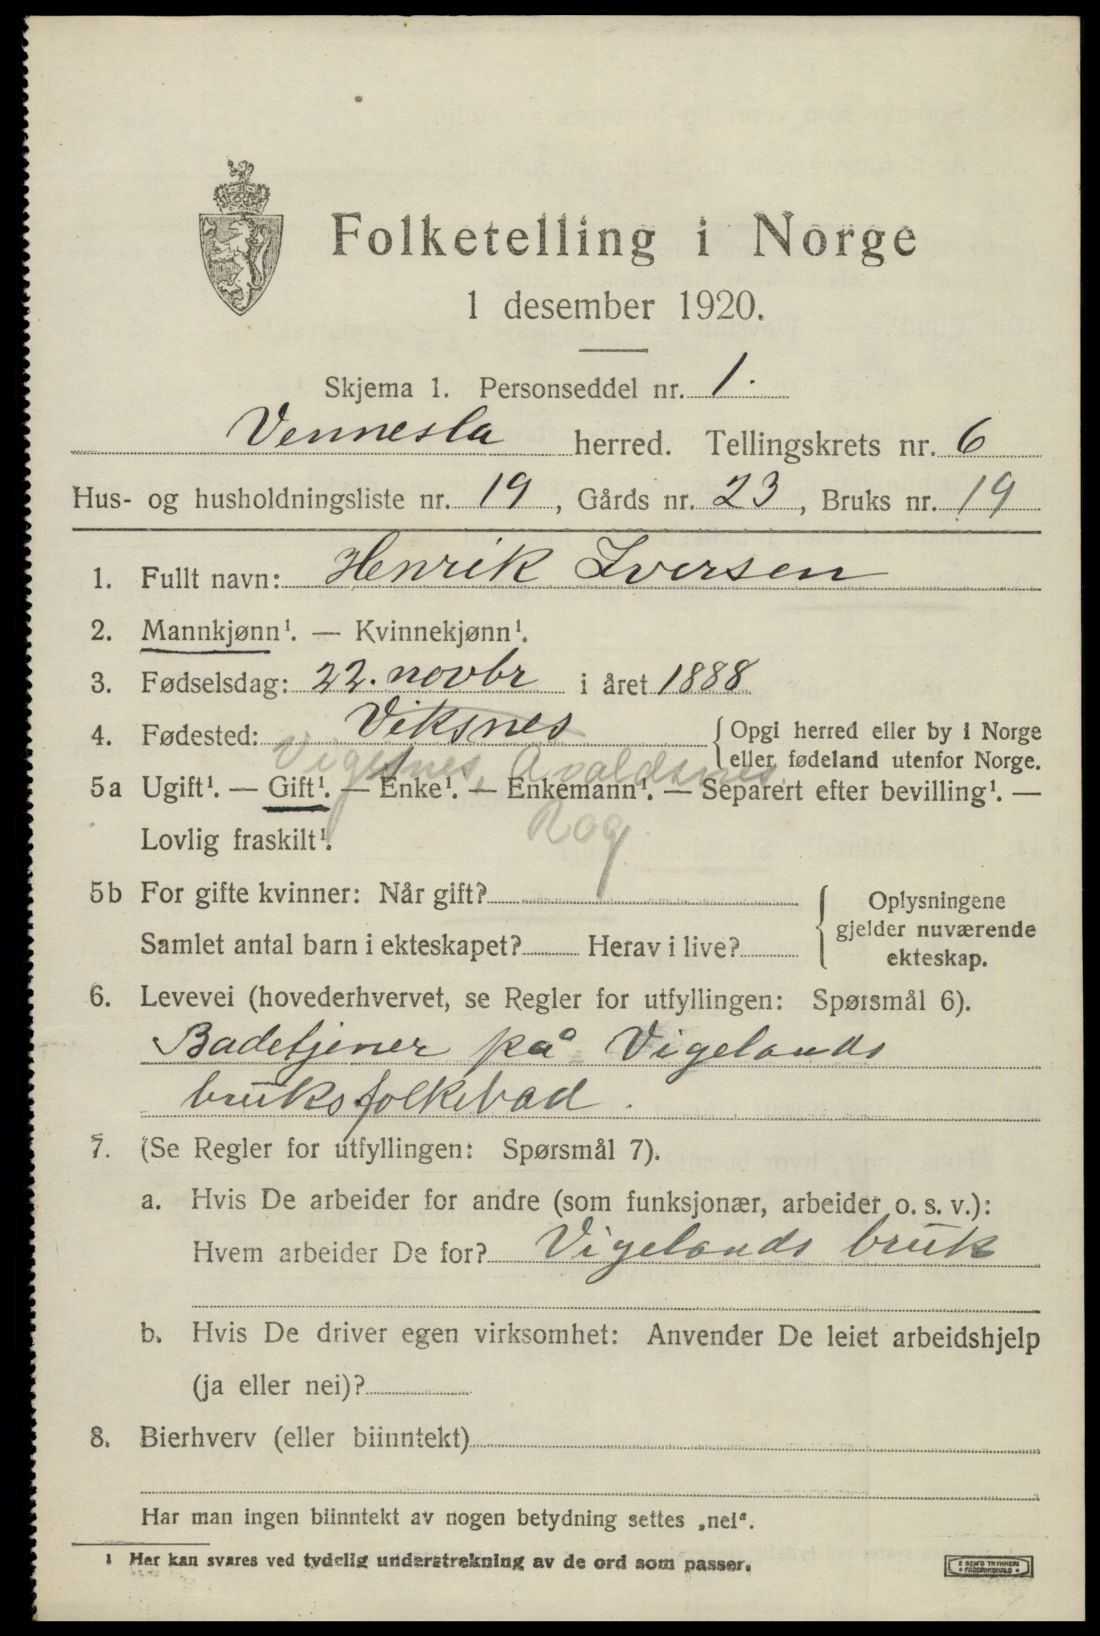 Folketelling i Norge
1 desember 1920.
Skjema 1. Personseddel nr. 1.
Vennesla herred. Tellingskrets nr. 6
Hus- og husholdningsliste nr. 19, Gårds nr. 23, Bruks nr. 19
1. Fullt navn: Henrik Iversen
2. Mannkjønn¹. — Kvinnekjønn¹.
3. Fødselsdag: 22. novbr i året 1888
4. Fødested: Viksnes { Opgi herred eller by i Norge
eller fødeland utenfor Norge.
Vigesnes, Avaldsnes
5a Ugift¹. — Gift¹. — Enke¹. — Enkemann¹. — Separert efter bevilling¹. —
Rog.
Lovlig fraskilt¹.
5b For gifte kvinner: Når gift? { Oplysningene
gjelder nuværende
Samlet antal barn i ekteskapet? Herav i live? ekteskap.
6. Levevei (hovederhvervet, se Regler for utfyllingen: Spørsmål 6).
Badetjener på Vigelands
bruks folkebad.
7. (Se Regler for utfyllingen: Spørsmål 7).
a. Hvis De arbeider for andre (som funksjonær, arbeider o. s. v.):
Hvem arbeider De for? Vigelands bruk
b. Hvis De driver egen virksomhet: Anvender De leiet arbeidshjelp
(ja eller nei)?
8. Bierhverv (eller biinntekt)
Har man ingen biinntekt av nogen betydning settes „nei“.
¹ Her kan svares ved tydelig understrekning av de ord som passer.